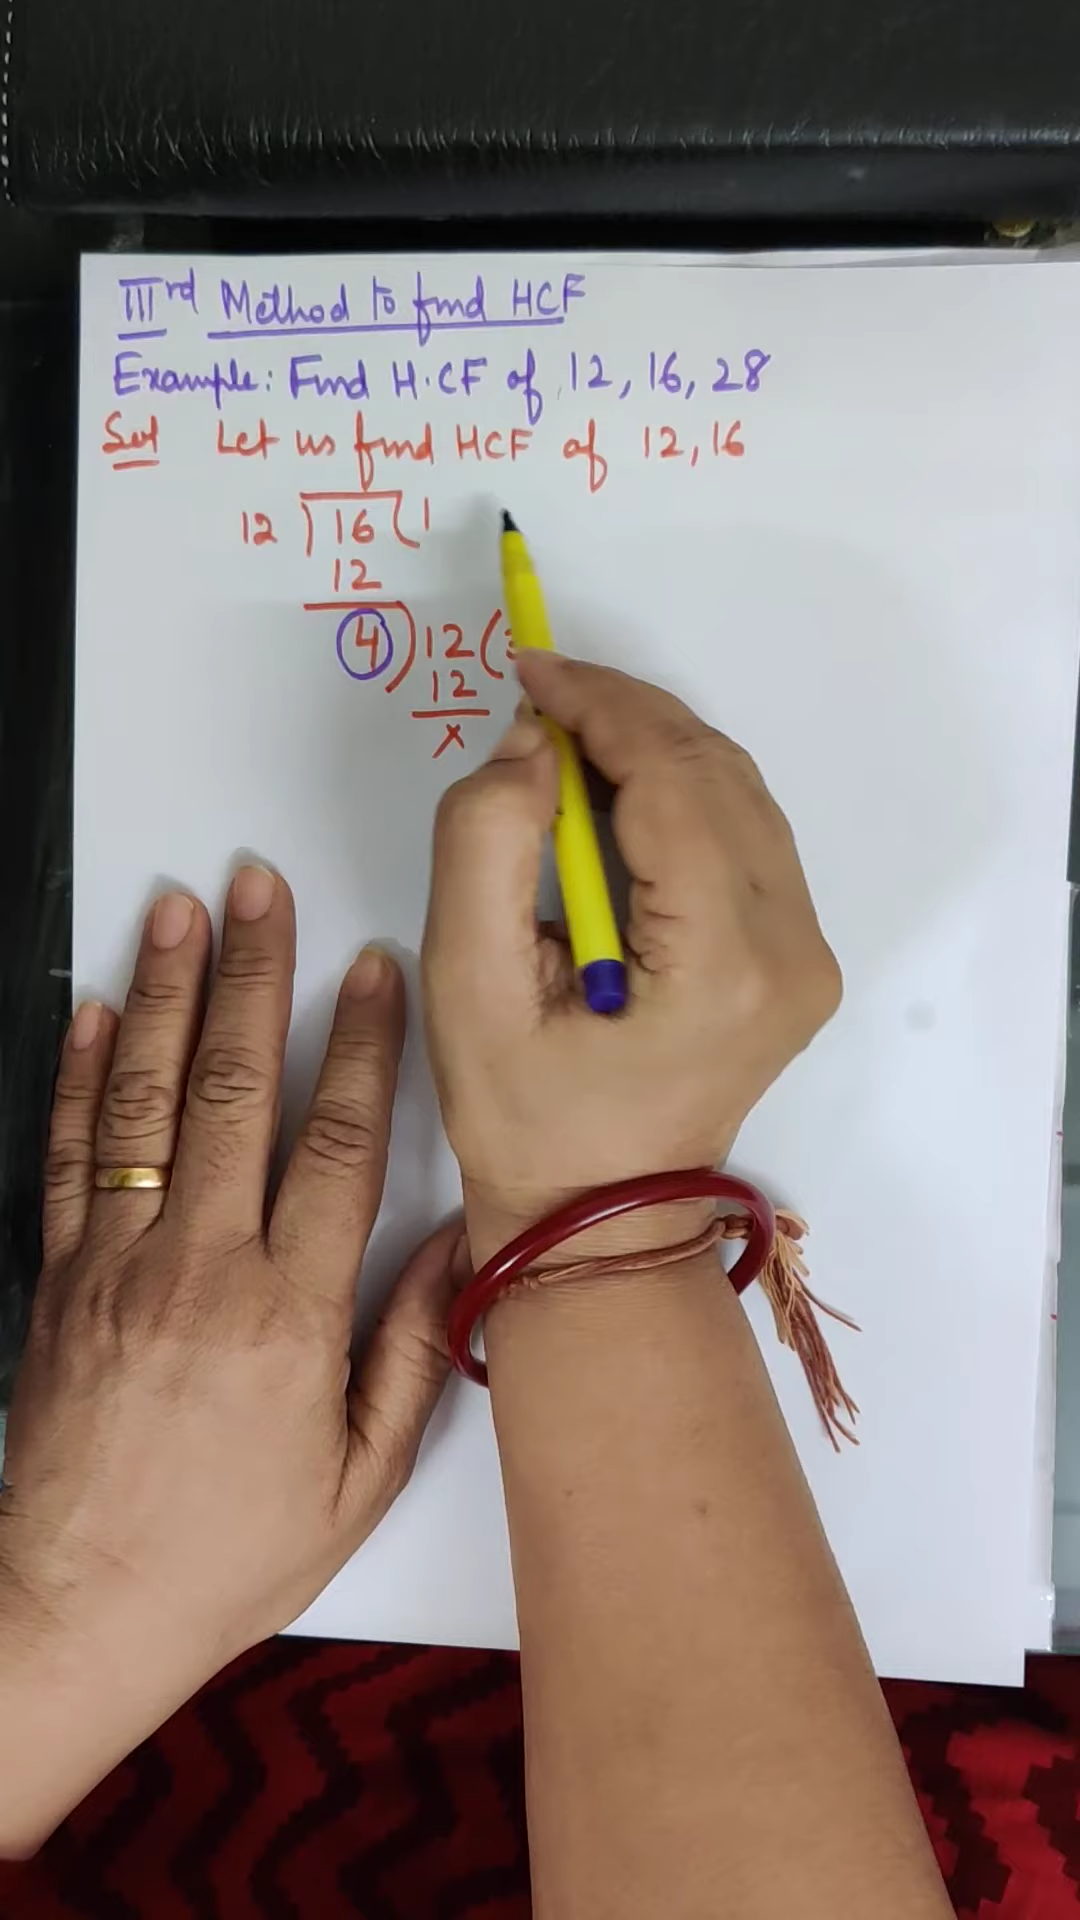 IIIrd Method to find HCF
Example: Find H.CF of 12, 16, 28
Sol Let us find HCF of 12, 16
12 ) 16 ( 1
12
4 ) 12 (
12
x